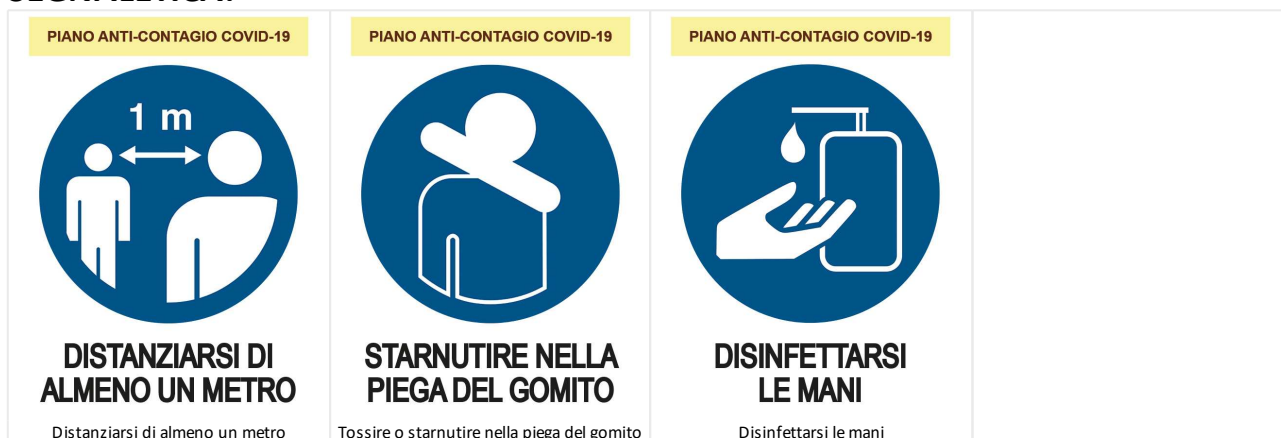 PIANO ANTI-CONTAGIO COVID-19
1 m
DISTANZIARSI DI
ALMENO UN METRO
Distanziarsi di almeno un metro
PIANO ANTI-CONTAGIO COVID-19
STARNUTIRE NELLA
PIEGA DEL GOMITO
Tossire o starnutire nella piega del gomito
PIANO ANTI-CONTAGIO COVID-19
DISINFETTARSI
LE MANI
Disinfettarsi le mani